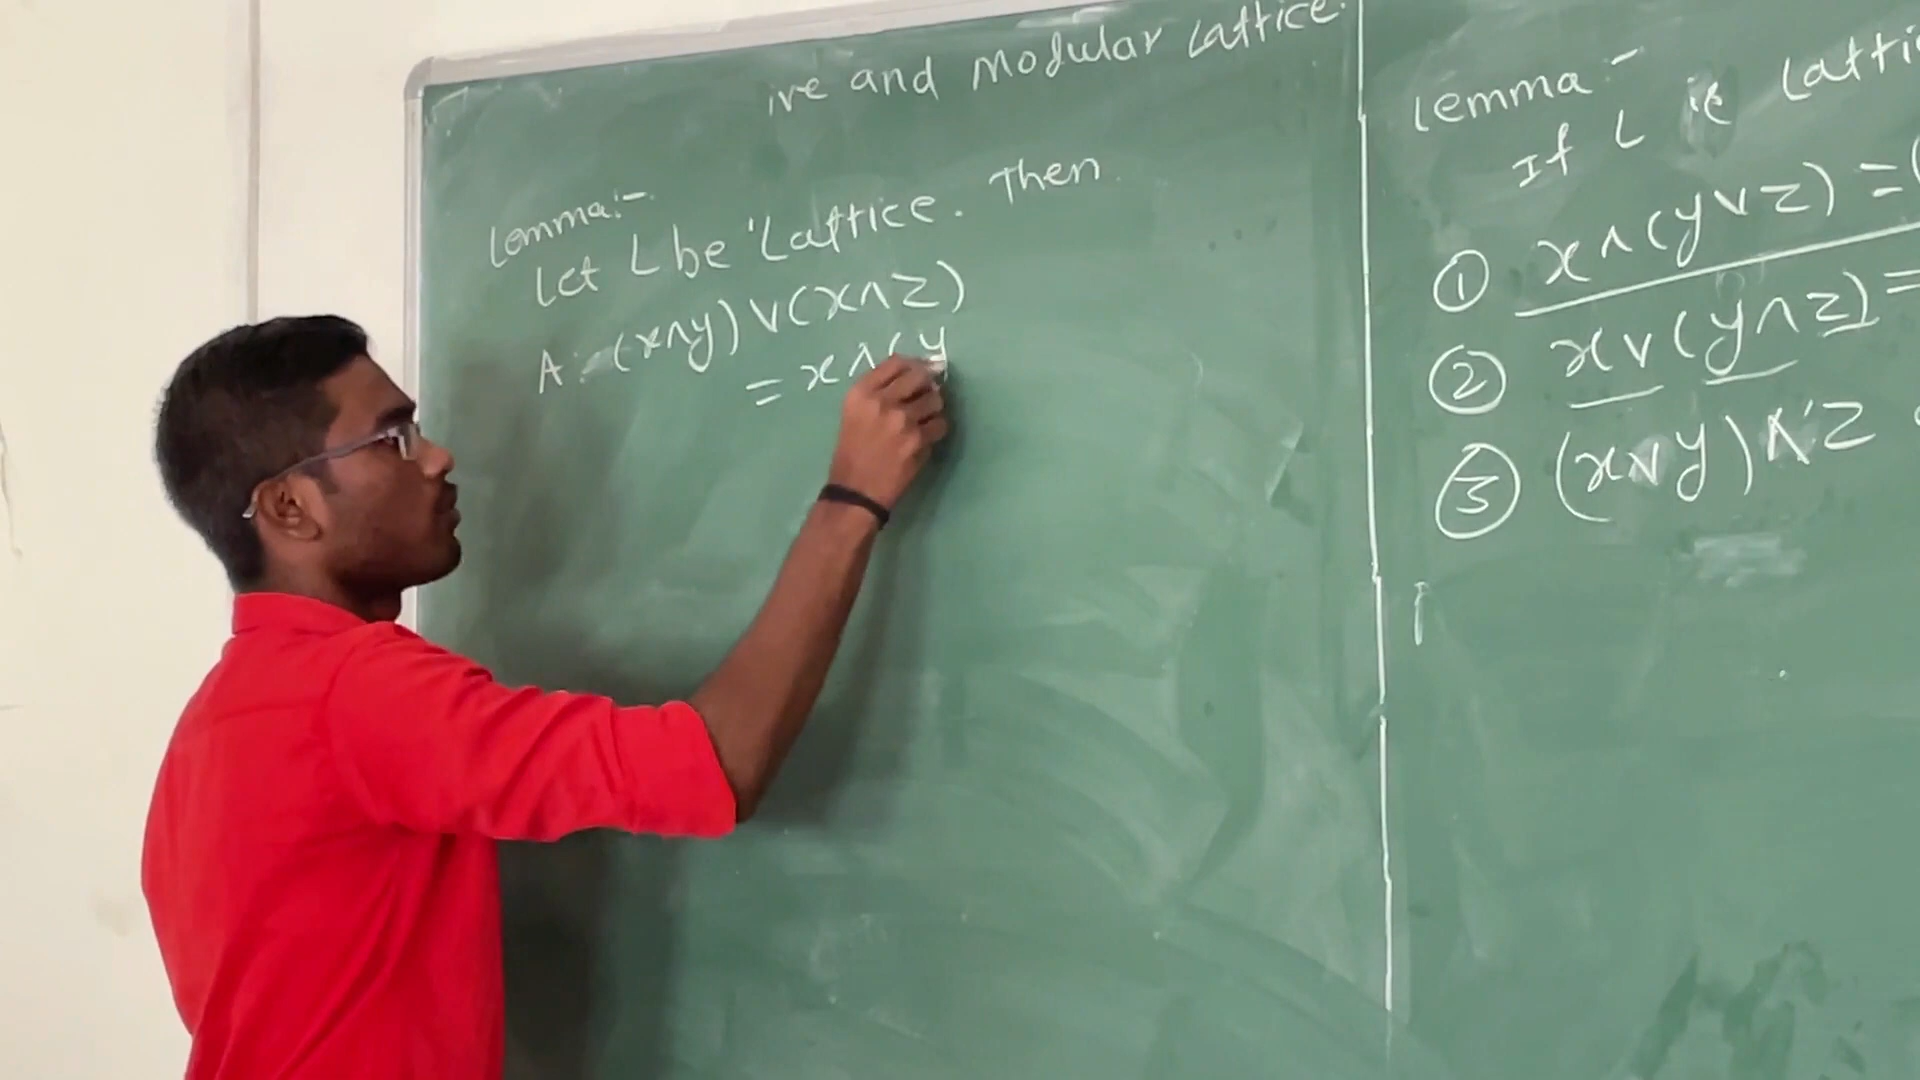 ive and Modular Lattice.
Lemma:-
Let L be Lattice. Then
A: (x∧y) ∨ (x∧z)
= x∧(y
Lemma:-
If L is Latti
① x∧(y∨z) = (
② x∨(y∧z) =
③ (x∨y)∧z